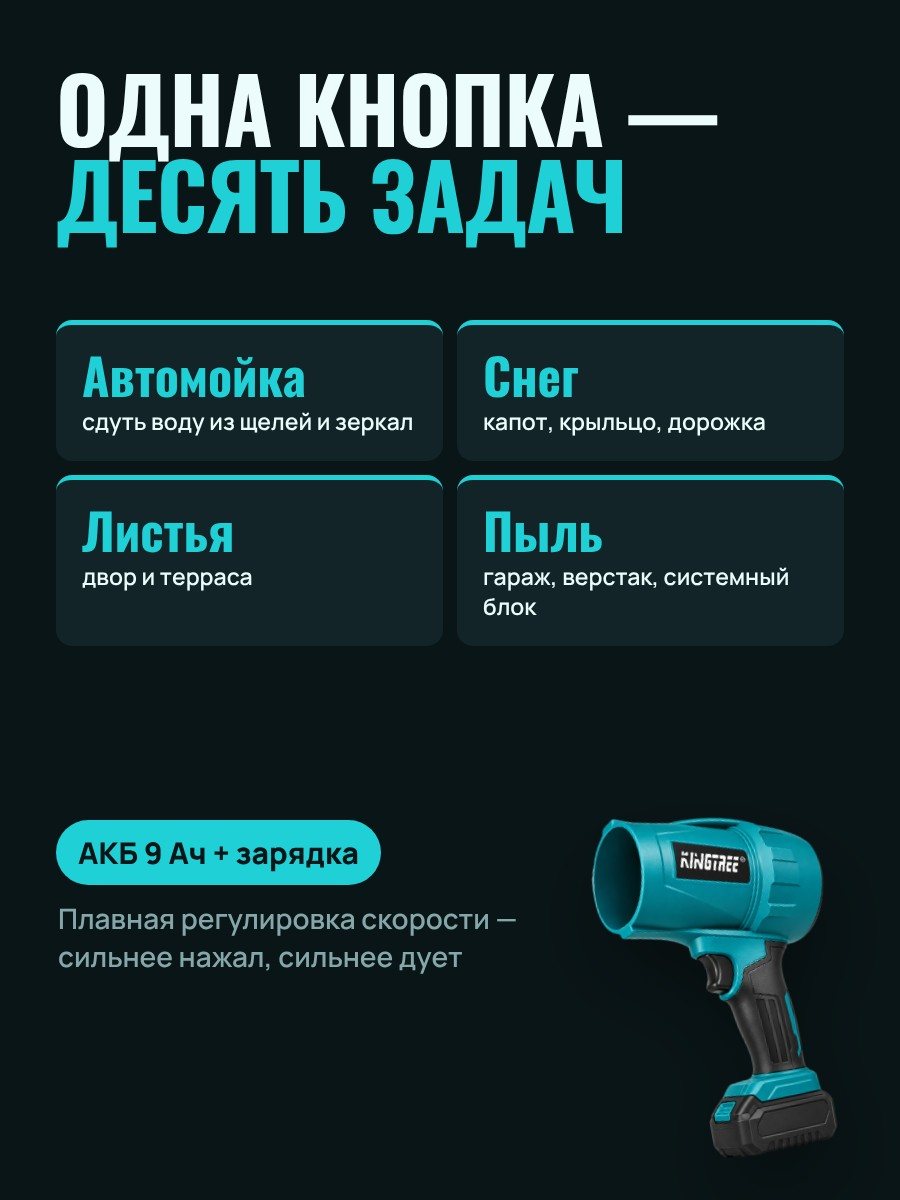 ОДНА КНОПКА —
ДЕСЯТЬ ЗАДАЧ
Автомойка
сдуть воду из щелей и зеркал
Снег
капот, крыльцо, дорожка
Листья
двор и терраса
Пыль
гараж, верстак, системный
блок
АКБ 9 Ач + зарядка
Плавная регулировка скорости —
сильнее нажал, сильнее дует
KINGTREE®